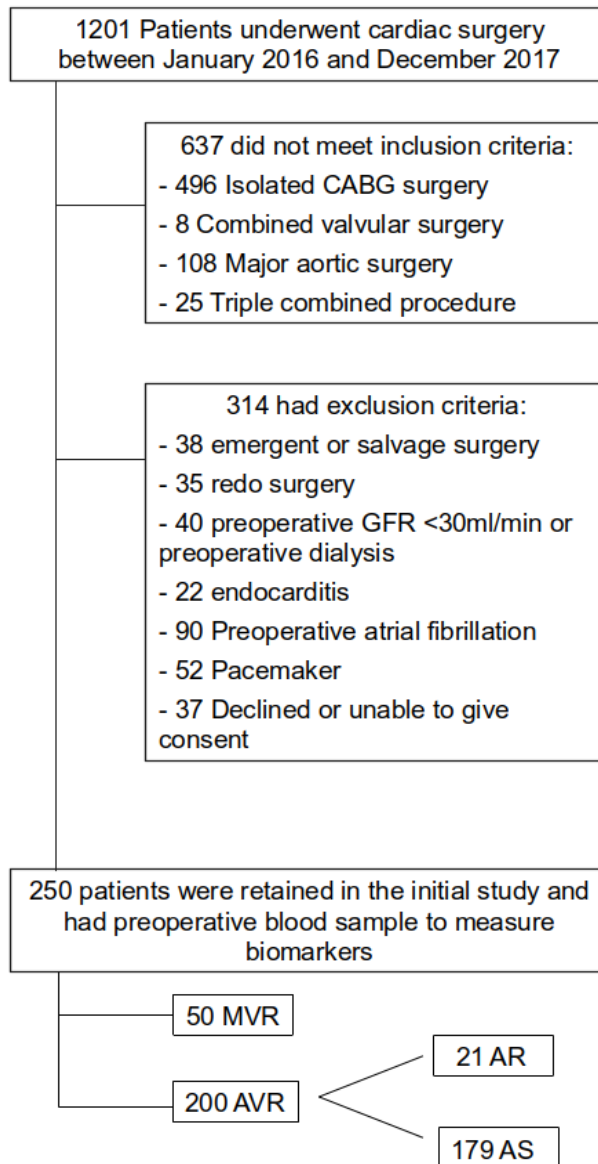 1201 Patients underwent cardiac surgery
between January 2016 and December 2017
637 did not meet inclusion criteria:
- 496 Isolated CABG surgery
- 8 Combined valvular surgery
- 108 Major aortic surgery
- 25 Triple combined procedure
314 had exclusion criteria:
- 38 emergent or salvage surgery
- 35 redo surgery
- 40 preoperative GFR <30ml/min or
preoperative dialysis
- 22 endocarditis
- 90 Preoperative atrial fibrillation
- 52 Pacemaker
- 37 Declined or unable to give
consent
250 patients were retained in the initial study and
had preoperative blood sample to measure
biomarkers
50 MVR
21 AR
200 AVR
179 AS